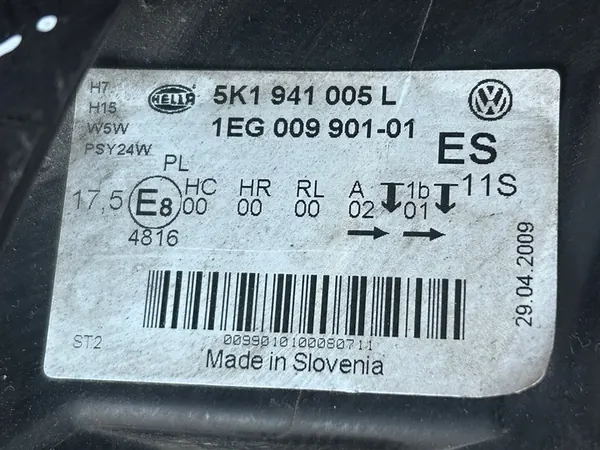 H7
H15
W5W
PSY24W
HELLA
5K1 941 005 L
1EG 009 901-01
ES
PL
17,5
E8
4816
HC HR RL A 1b 11S
00 00 00 02 01
29.04.2009
0099010100080711
ST2
Made in Slovenia